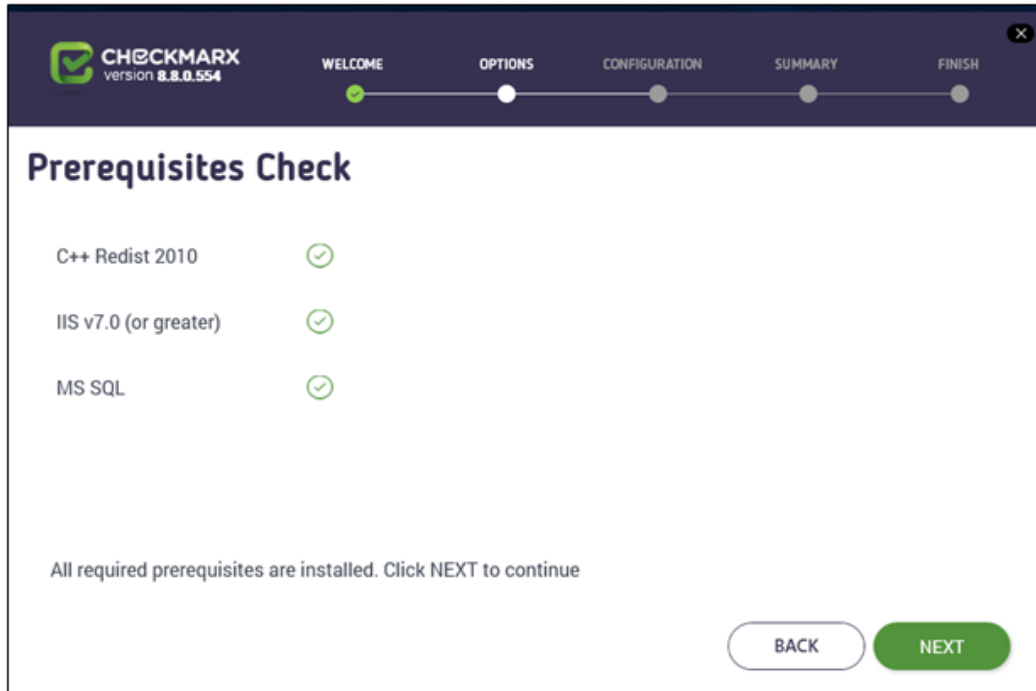 CHECKMARX
version 8.8.0.554
WELCOME
OPTIONS
CONFIGURATION
SUMMARY
FINISH
Prerequisites Check
C++ Redist 2010
IIS v7.0 (or greater)
MS SQL
All required prerequisites are installed. Click NEXT to continue
BACK
NEXT